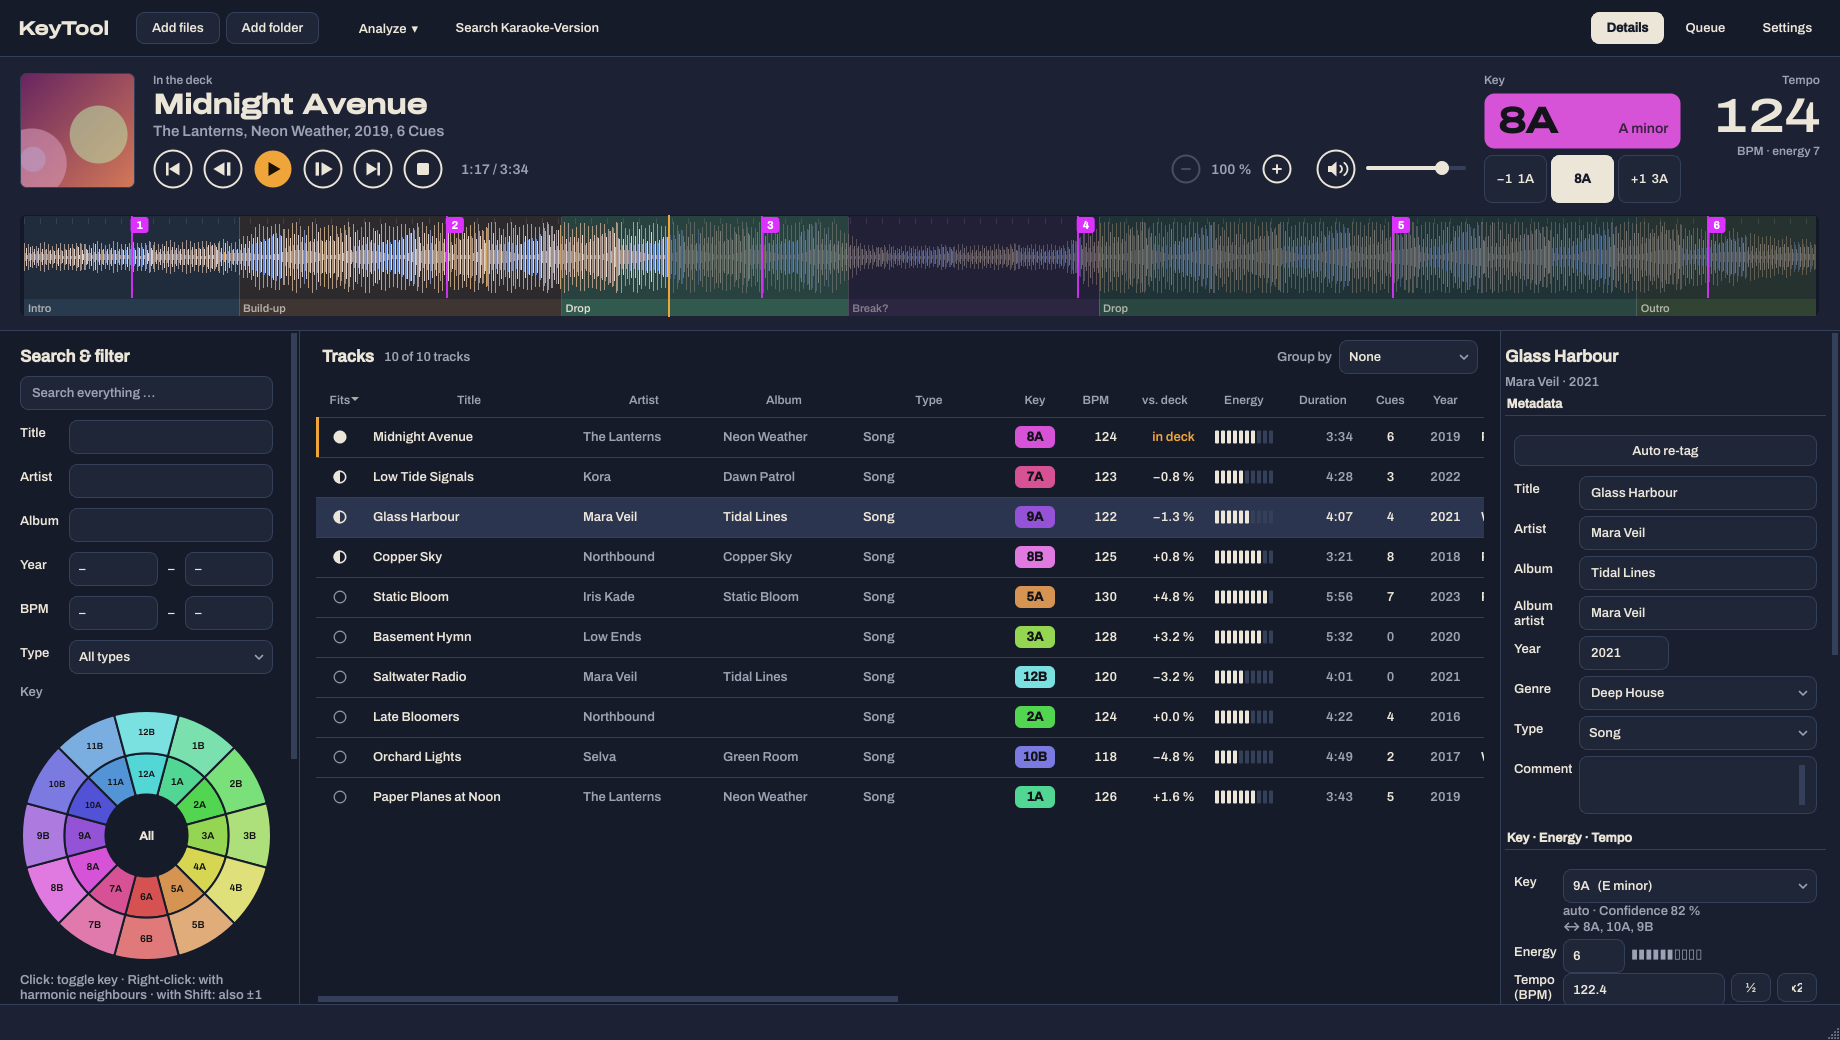 KeyTool
Add files
Add folder
Analyze ▾
Search Karaoke-Version
Details
Queue
Settings
In the deck
Midnight Avenue
The Lanterns, Neon Weather, 2019, 6 Cues
1:17 / 3:34
100 %
Key
8A A minor
−1 1A
8A
+1 3A
Tempo
124
BPM · energy 7
1 2 3 4 5 6
Intro Build-up Drop Break? Drop Outro
Search & filter
Search everything ...
Title
Artist
Album
Year – – –
BPM – – –
Type All types
Key
12B
11B 1B
12A
11A 1A
10B 2B
10A 2A
9B 9A All 3A 3B
8A 4A
8B 4B
7A 5A
6A
7B 5B
6B
Click: toggle key · Right-click: with
harmonic neighbours · with Shift: also ±1
Tracks 10 of 10 tracks
Group by None
Fits Title Artist Album Type Key BPM vs. deck Energy Duration Cues Year
Midnight Avenue The Lanterns Neon Weather Song 8A 124 in deck 3:34 6 2019
Low Tide Signals Kora Dawn Patrol Song 7A 123 −0.8 % 4:28 3 2022
Glass Harbour Mara Veil Tidal Lines Song 9A 122 −1.3 % 4:07 4 2021
Copper Sky Northbound Copper Sky Song 8B 125 +0.8 % 3:21 8 2018
Static Bloom Iris Kade Static Bloom Song 5A 130 +4.8 % 5:56 7 2023
Basement Hymn Low Ends Song 3A 128 +3.2 % 5:32 0 2020
Saltwater Radio Mara Veil Tidal Lines Song 12B 120 −3.2 % 4:01 0 2021
Late Bloomers Northbound Song 2A 124 +0.0 % 4:22 4 2016
Orchard Lights Selva Green Room Song 10B 118 −4.8 % 4:49 2 2017
Paper Planes at Noon The Lanterns Neon Weather Song 1A 126 +1.6 % 3:43 5 2019
Glass Harbour
Mara Veil · 2021
Metadata
Auto re-tag
Title Glass Harbour
Artist Mara Veil
Album Tidal Lines
Album
artist Mara Veil
Year 2021
Genre Deep House
Type Song
Comment
Key · Energy · Tempo
Key 9A (E minor)
auto · Confidence 82 %
↔ 8A, 10A, 9B
Energy 6
Tempo
(BPM) 122.4 ½ x2